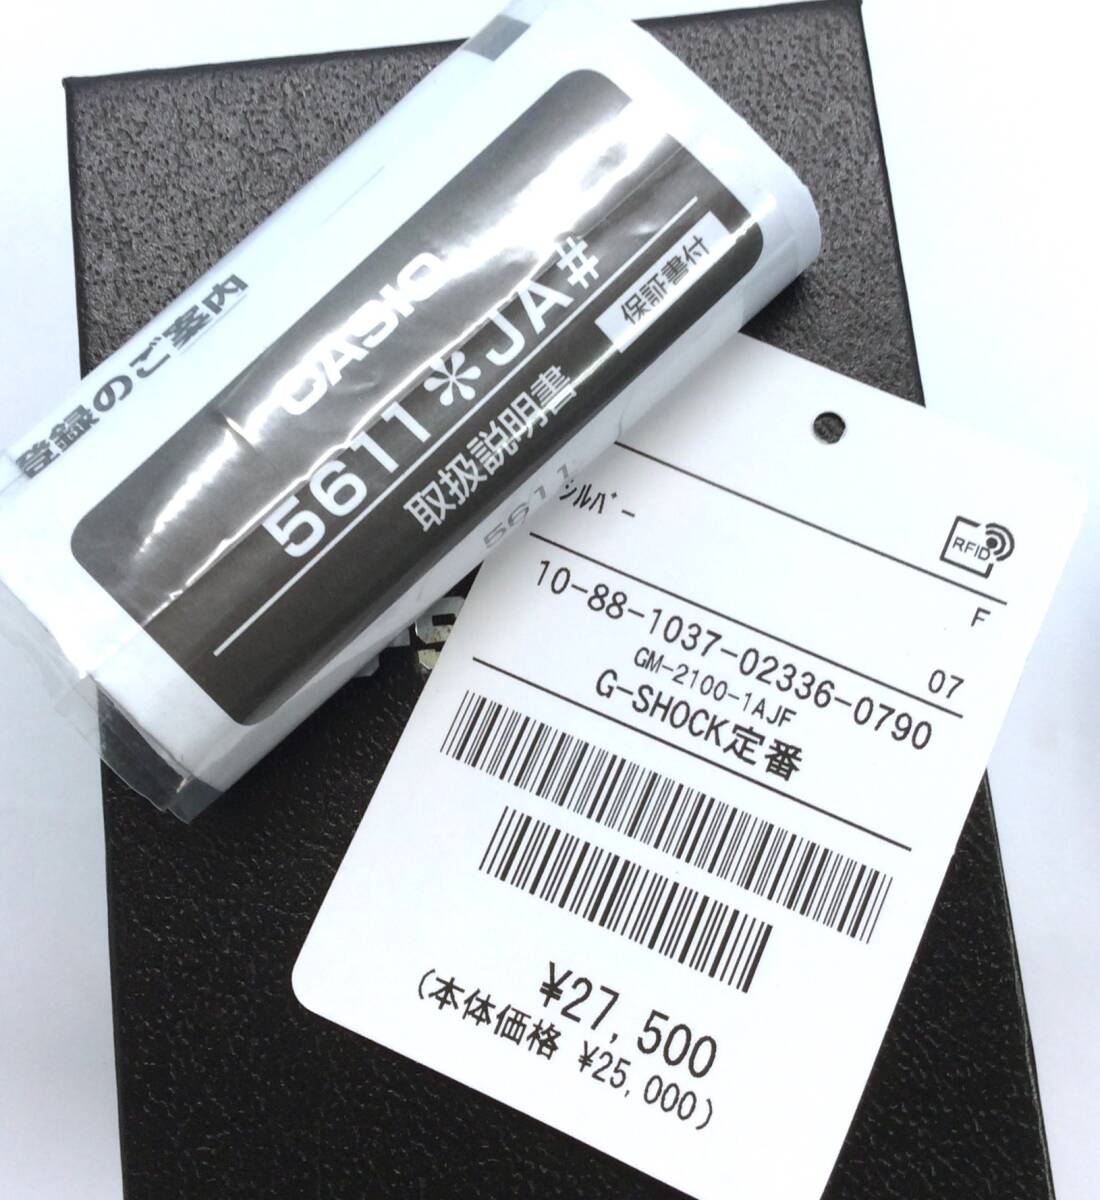 登録のご案内
CASIO
5611※JA#
取扱説明書
保証書付
5611
シルバー
RFID
F
07
10-88-1037-02336-0790
GM-2100-1AJF
G-SHOCK定番
¥27,500
(本体価格 ¥25,000)